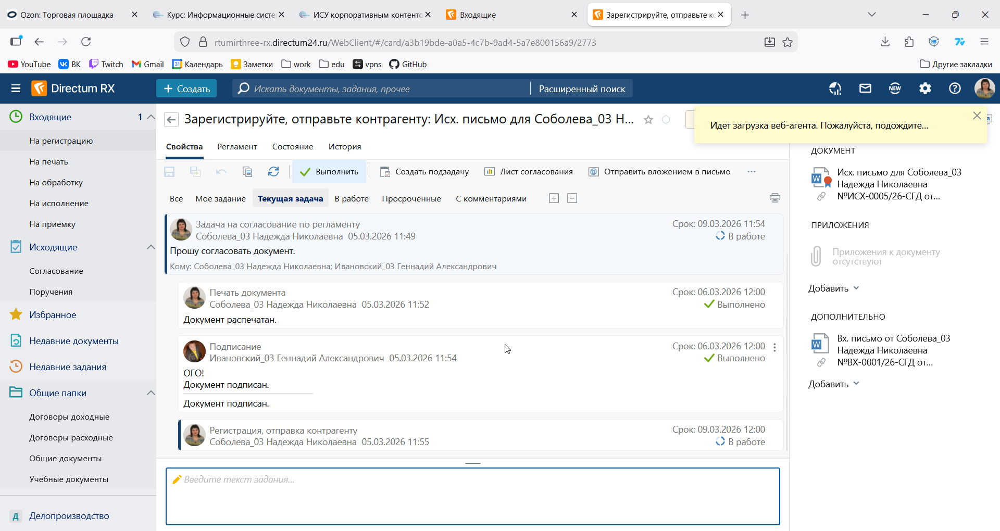 Ozon: Торговая площадка
Курс: Информационные систе
ИСУ корпоративным контенто
Входящие
Зарегистрируйте, отправьте кс
rtumirthree-rx.directum24.ru/WebClient/#/card/a3b19bde-a0a5-4c7b-9ad4-5a7e800156a9/2773
YouTube
ВК
Twitch
Gmail
31
Календарь
Заметки
work
edu
vpns
GitHub
Другие закладки
Directum RX
Создать
Искать документы, задания, прочее
Расширенный поиск
NEW
Входящие
1
На регистрацию
На печать
На обработку
На исполнение
На приемку
Исходящие
Согласование
Поручения
Избранное
Недавние документы
Недавние задания
Общие папки
Договоры доходные
Договоры расходные
Общие документы
Учебные документы
Д
Делопроизводство
Зарегистрируйте, отправьте контрагенту: Исх. письмо для Соболева_03 Н...
Идет загрузка веб-агента. Пожалуйста, подождите...
Свойства
Регламент
Состояние
История
Выполнить
Создать подзадачу
Лист согласования
Отправить вложением в письмо
Все
Мое задание
Текущая задача
В работе
Просроченные
С комментариями
Задача на согласование по регламенту
Соболева_03 Надежда Николаевна 05.03.2026 11:49
Срок: 09.03.2026 11:54
В работе
Прошу согласовать документ.
Кому: Соболева_03 Надежда Николаевна; Ивановский_03 Геннадий Александрович
Печать документа
Соболева_03 Надежда Николаевна 05.03.2026 11:52
Срок: 06.03.2026 12:00
Выполнено
Документ распечатан.
Подписание
Ивановский_03 Геннадий Александрович 05.03.2026 11:54
Срок: 06.03.2026 12:00
Выполнено
ОГО!
Документ подписан.
Документ подписан.
Регистрация, отправка контрагенту
Соболева_03 Надежда Николаевна 05.03.2026 11:55
Срок: 09.03.2026 12:00
В работе
Введите текст задания...
ДОКУМЕНТ
W
Исх. письмо для Соболева_03
Надежда Николаевна
№ИСХ-0005/26-СГД от...
ПРИЛОЖЕНИЯ
Приложения к документу
отсутствуют
Добавить
ДОПОЛНИТЕЛЬНО
W
Вх. письмо от Соболева_03
Надежда Николаевна
№ВХ-0001/26-СГД от...
Добавить